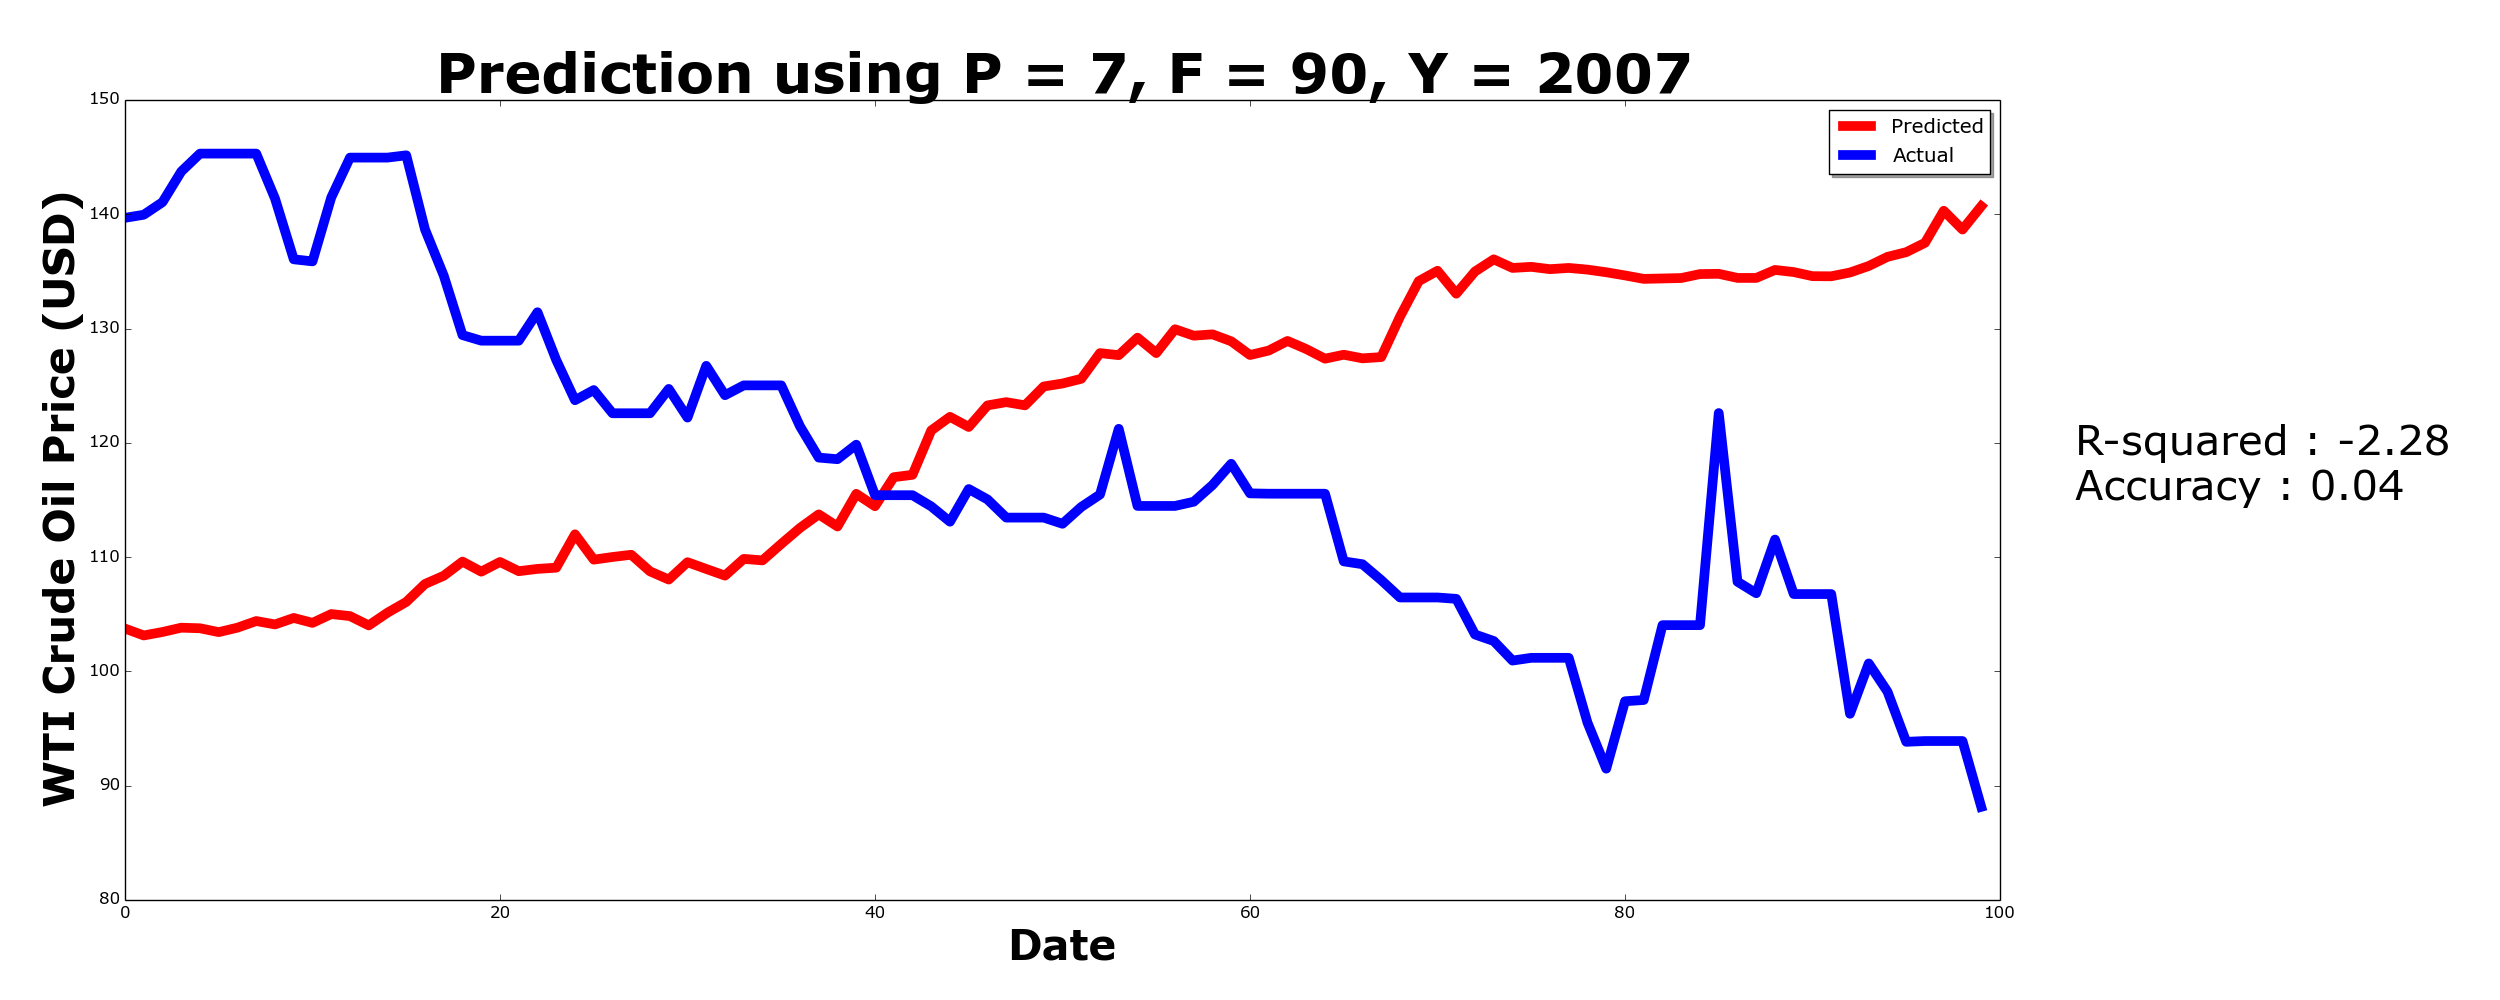 Prediction using P = 7, F = 90, Y = 2007
150
140
130
120
110
100
90
80
WTI Crude Oil Price (USD)
Predicted
Actual
R-squared : -2.28
Accuracy : 0.04
0 20 40 60 80 100
Date